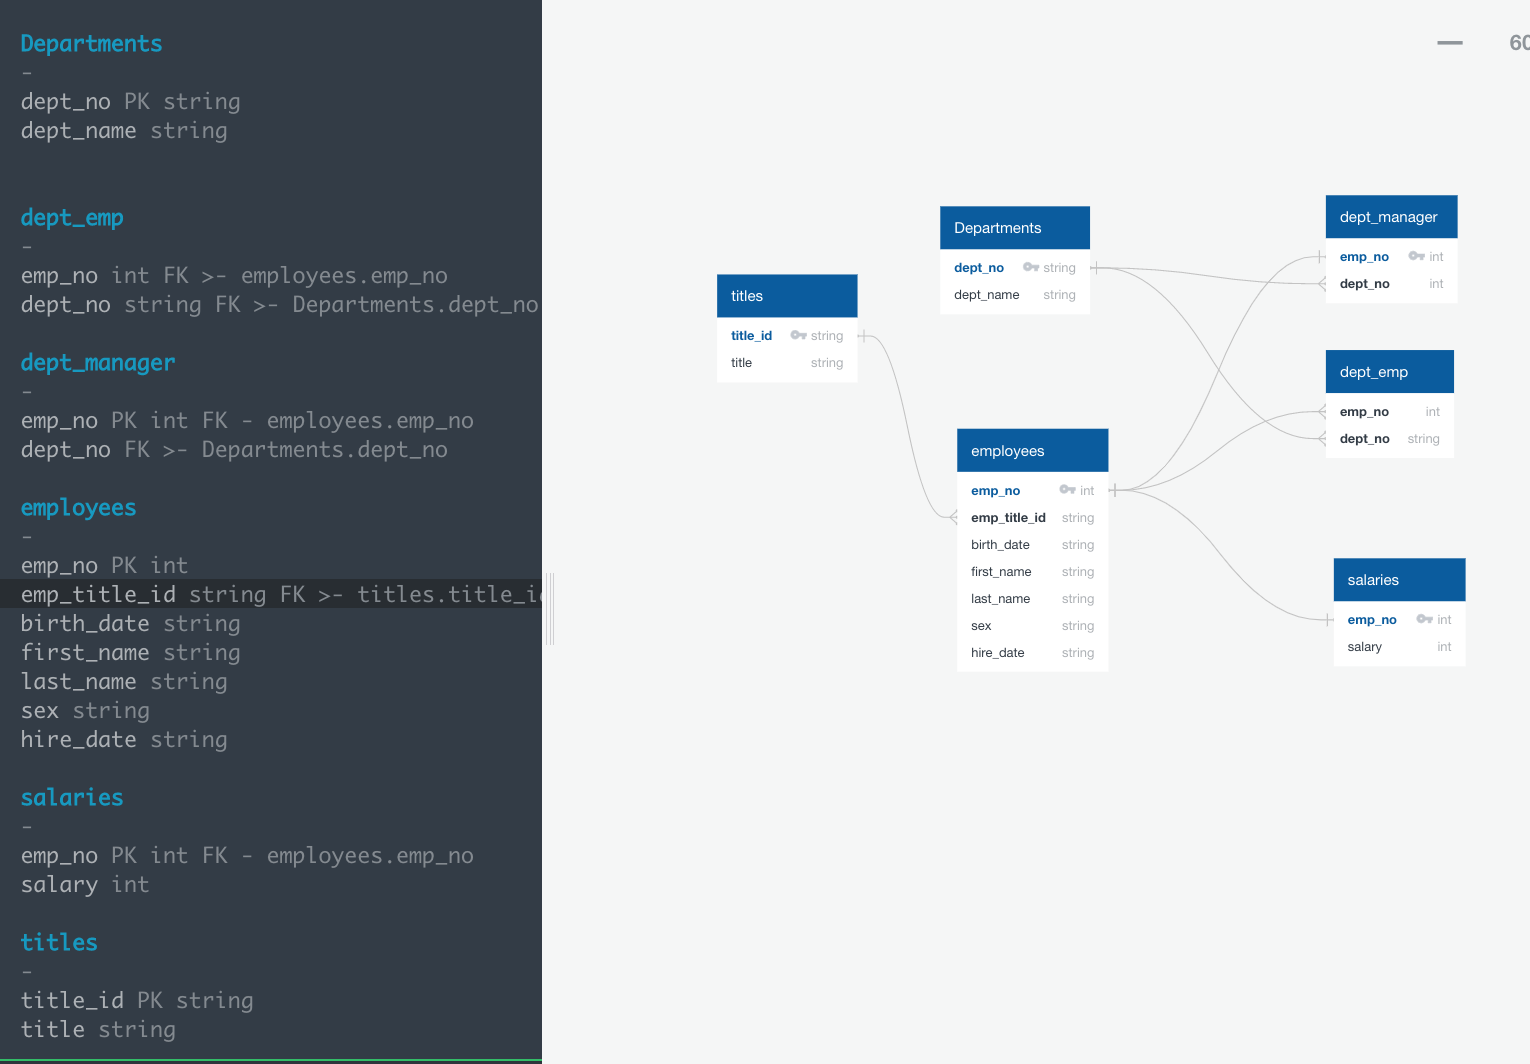 Departments
-
dept_no PK string
dept_name string
dept_emp
-
emp_no int FK >- employees.emp_no
dept_no string FK >- Departments.dept_no
dept_manager
-
emp_no PK int FK - employees.emp_no
dept_no FK >- Departments.dept_no
employees
-
emp_no PK int
emp_title_id string FK >- titles.title_id
birth_date string
first_name string
last_name string
sex string
hire_date string
salaries
-
emp_no PK int FK - employees.emp_no
salary int
titles
-
title_id PK string
title string
60
titles
title_id string
title string
Departments
dept_no string
dept_name string
employees
emp_no int
emp_title_id string
birth_date string
first_name string
last_name string
sex string
hire_date string
dept_manager
emp_no int
dept_no int
dept_emp
emp_no int
dept_no string
salaries
emp_no int
salary int